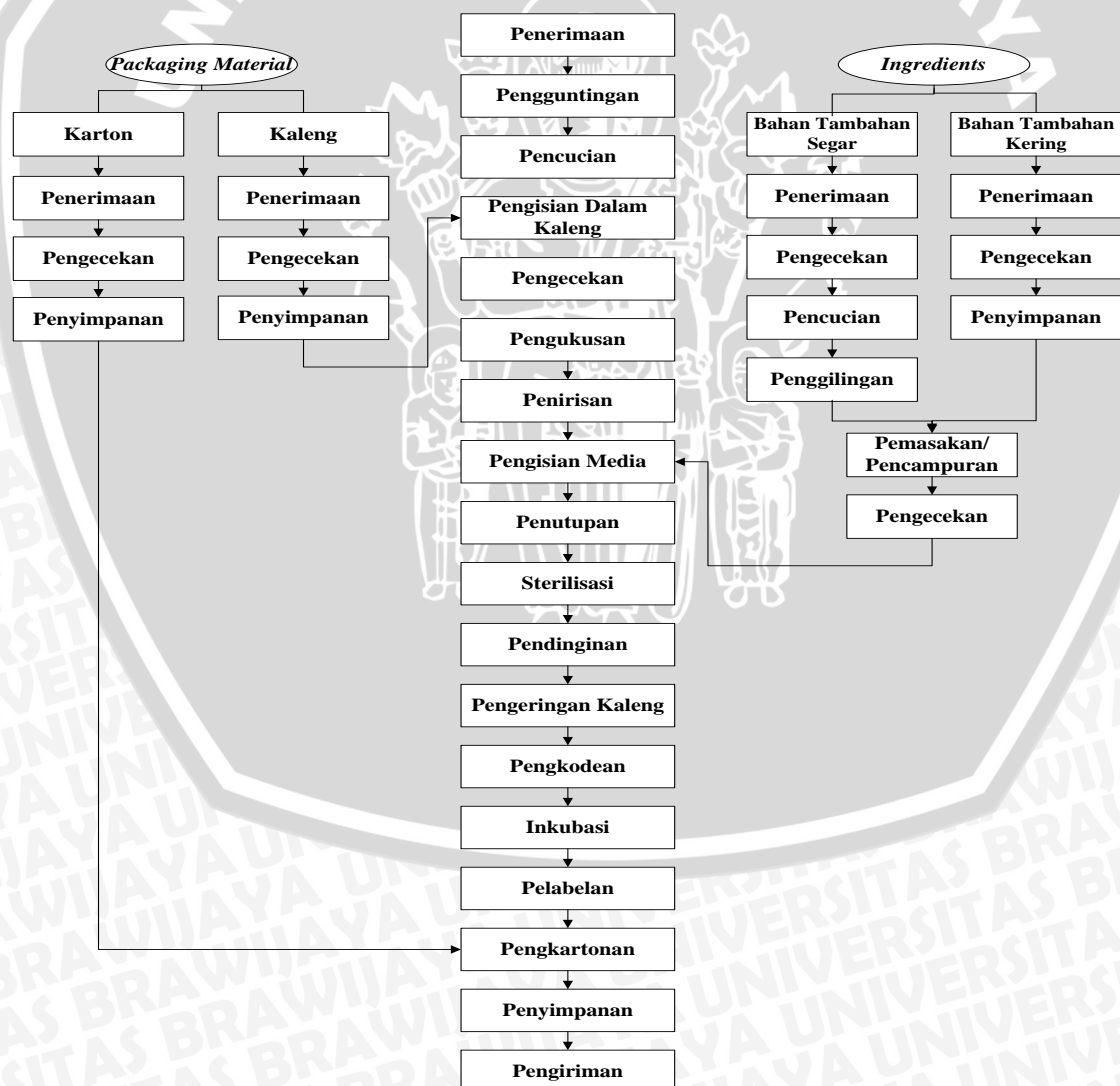 Packaging Material
Karton
Penerimaan
Pengecekan
Penyimpanan
Kaleng
Penerimaan
Pengecekan
Penyimpanan
Penerimaan
Pengguntingan
Pencucian
Pengisian Dalam
Kaleng
Pengecekan
Pengukusan
Penirisan
Pengisian Media
Penutupan
Sterilisasi
Pendinginan
Pengeringan Kaleng
Pengkodean
Inkubasi
Pelabelan
Pengkartonan
Penyimpanan
Pengiriman
Ingredients
Bahan Tambahan
Segar
Penerimaan
Pengecekan
Pencucian
Penggilingan
Bahan Tambahan
Kering
Penerimaan
Pengecekan
Penyimpanan
Pemasakan/
Pencampuran
Pengecekan